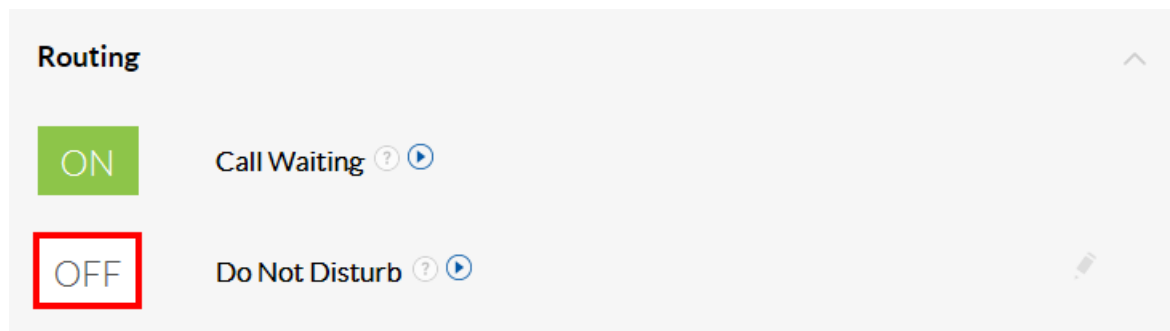 Routing
ON
Call Waiting ?
OFF
Do Not Disturb ?